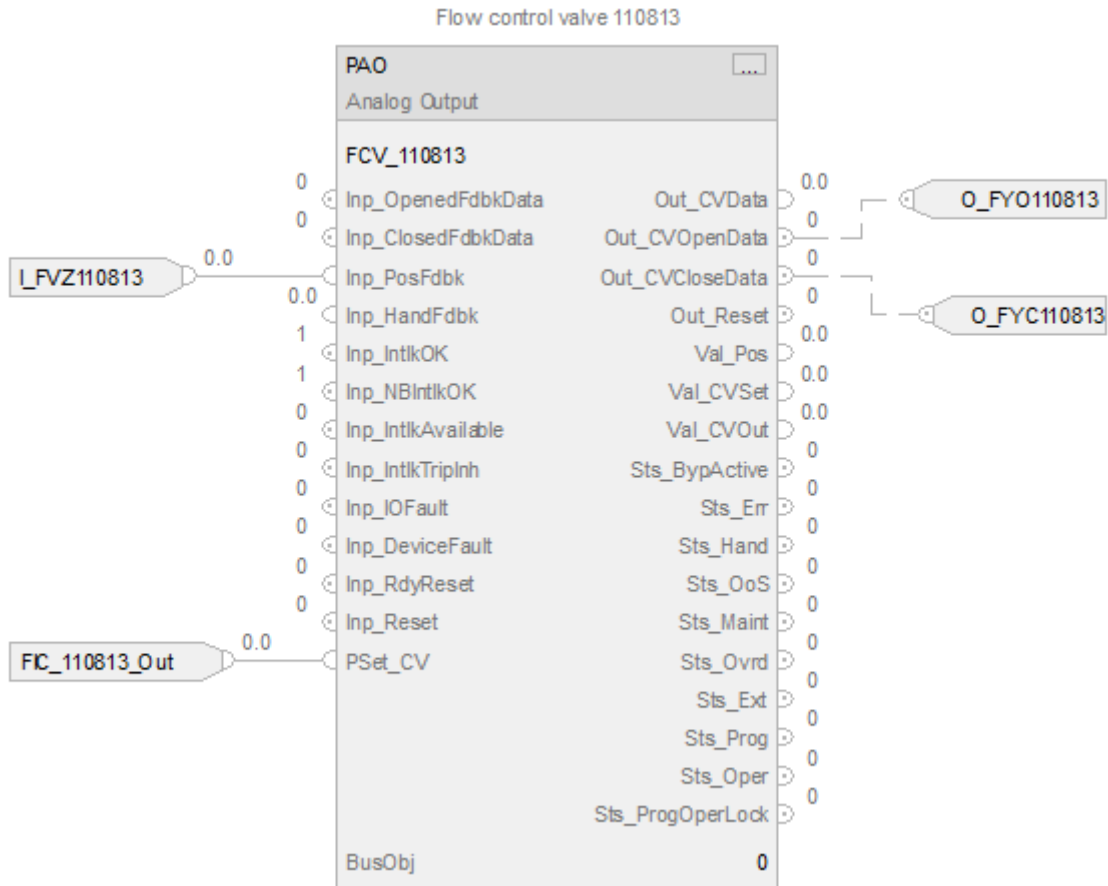 Flow control valve 110813
PAO
...
Analog Output
FCV_110813
0
Inp_OpenedFdbkData
Out_CVData
0.0
O_FYO110813
0
Inp_ClosedFdbkData
Out_CVOpenData
0
I_FVZ110813
0.0
Inp_PosFdbk
Out_CVCloseData
0
O_FYC110813
0.0
Inp_HandFdbk
Out_Reset
0
1
Inp_IntlkOK
Val_Pos
0.0
1
Inp_NBIntlkOK
Val_CVSet
0.0
0
Inp_IntlkAvailable
Val_CVOut
0.0
0
Inp_IntlkTripInh
Sts_BypActive
0
0
Inp_IOFault
Sts_Err
0
0
Inp_DeviceFault
Sts_Hand
0
0
Inp_RdyReset
Sts_OoS
0
0
Inp_Reset
Sts_Maint
0
FIC_110813_Out
0.0
PSet_CV
Sts_Ovrd
0
Sts_Ext
0
Sts_Prog
0
Sts_Oper
0
Sts_ProgOperLock
0
BusObj
0